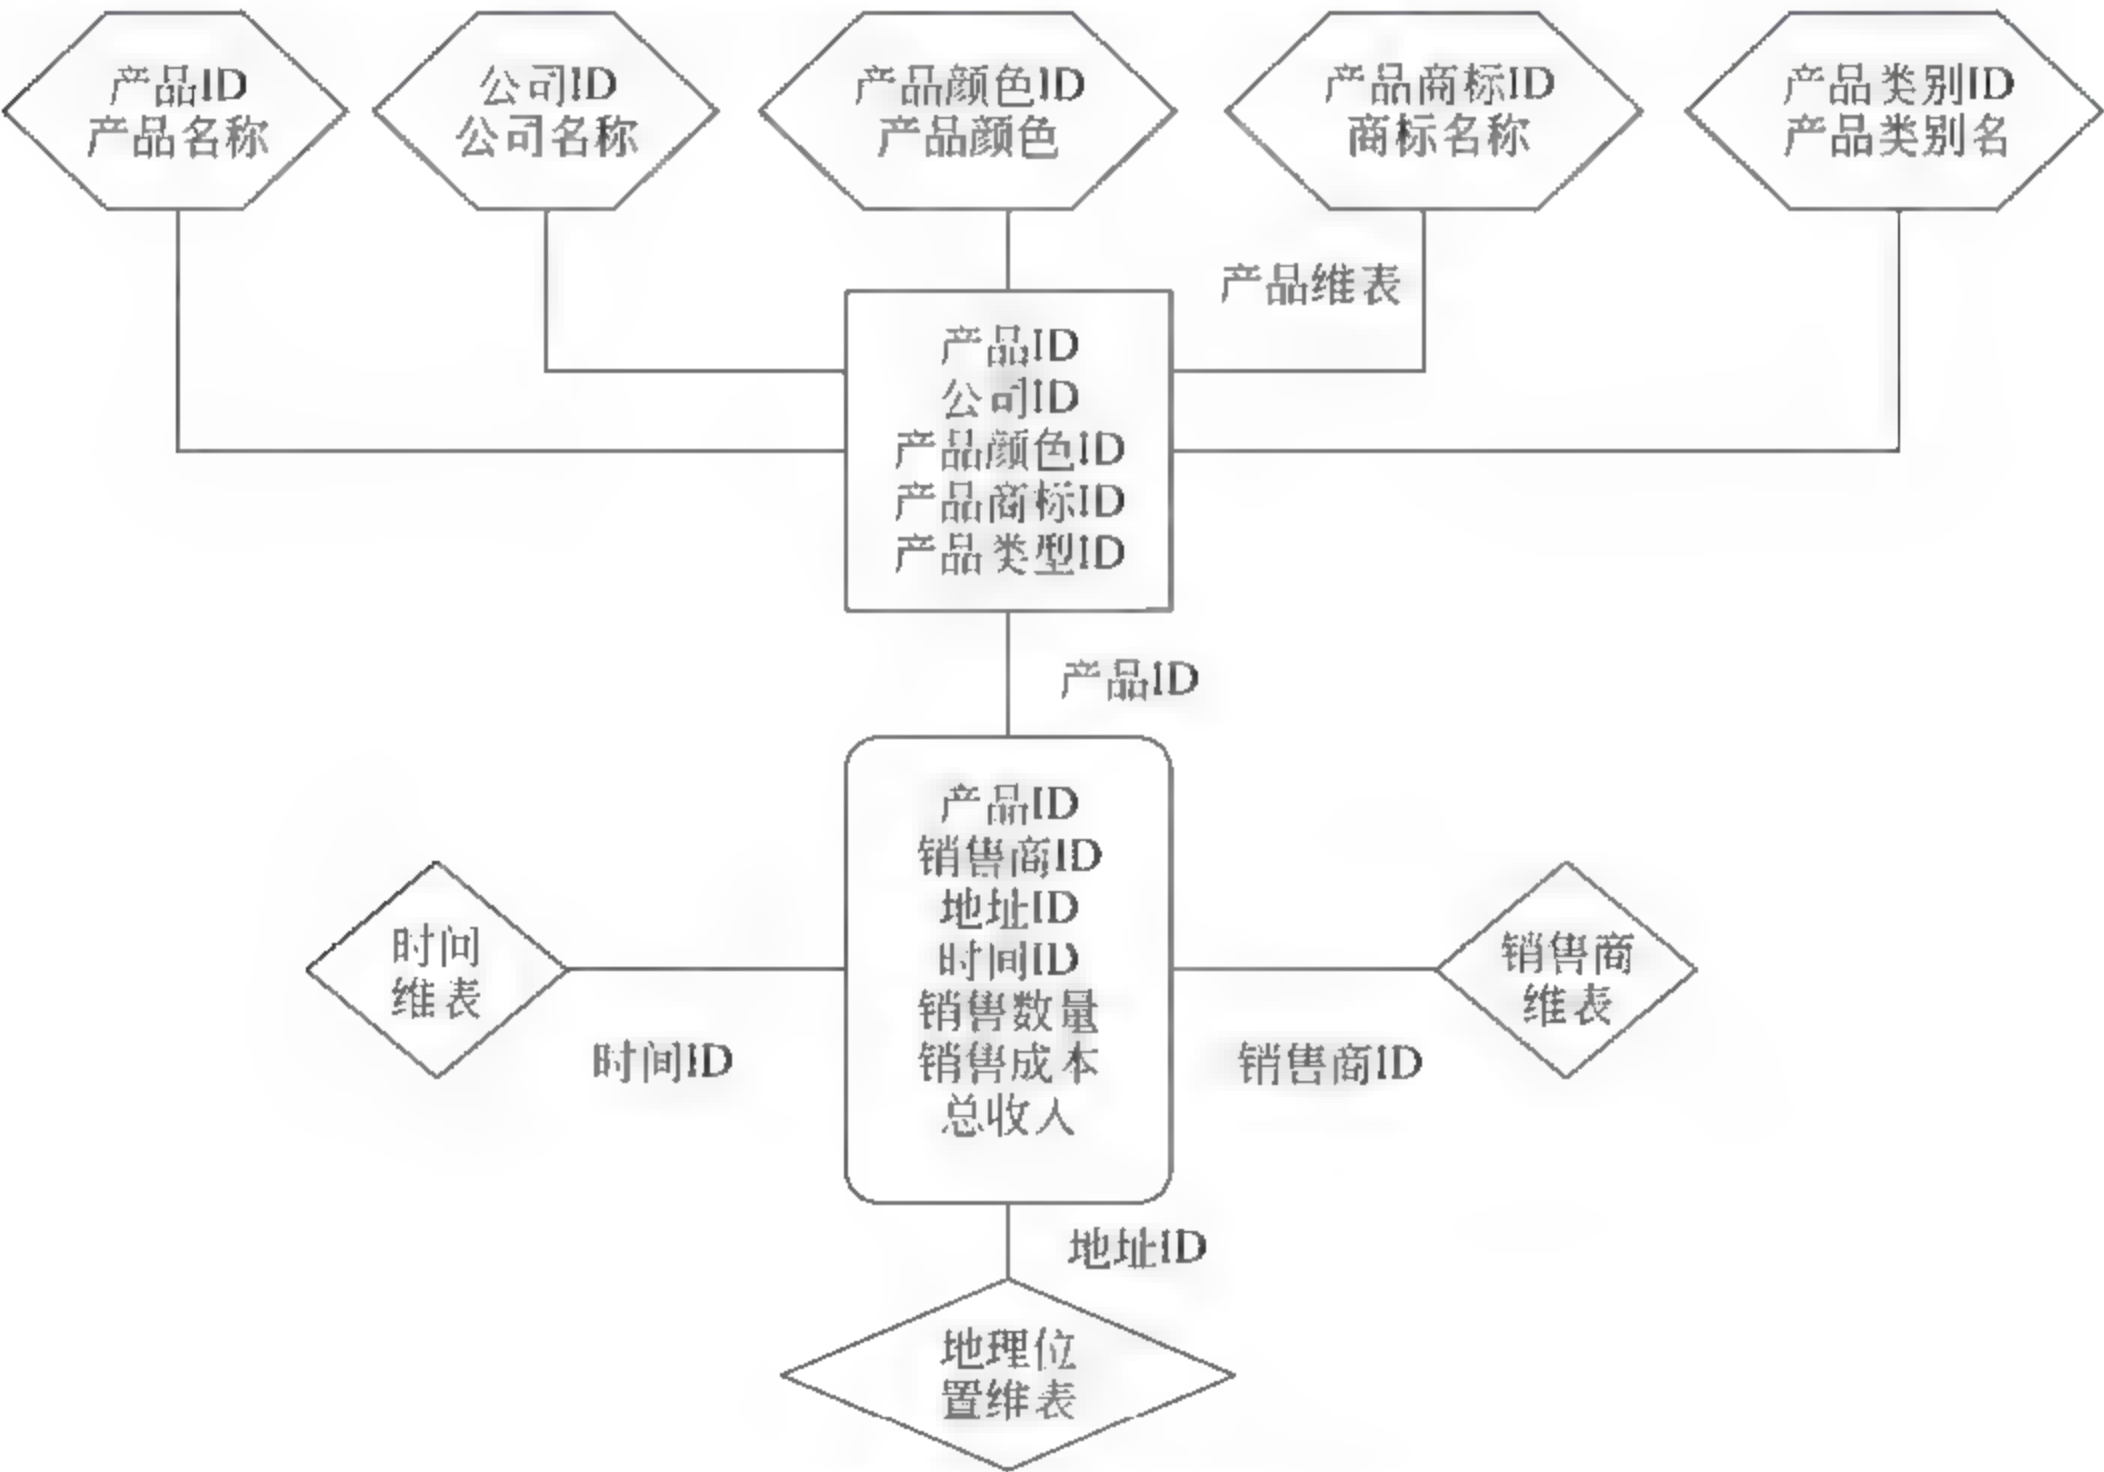 产品ID
产品名称
公司ID
公司名称
产品颜色ID
产品颜色
产品商标ID
商标名称
产品类别ID
产品类别名
产品维表
产品ID
公司ID
产品颜色ID
产品商标ID
产品类型ID
产品ID
产品ID
销售商ID
地址ID
时间ID
销售数量
销售成本
总收人
时间
维表
时间ID
销售商
维表
销售商ID
地址ID
地理位
置维表